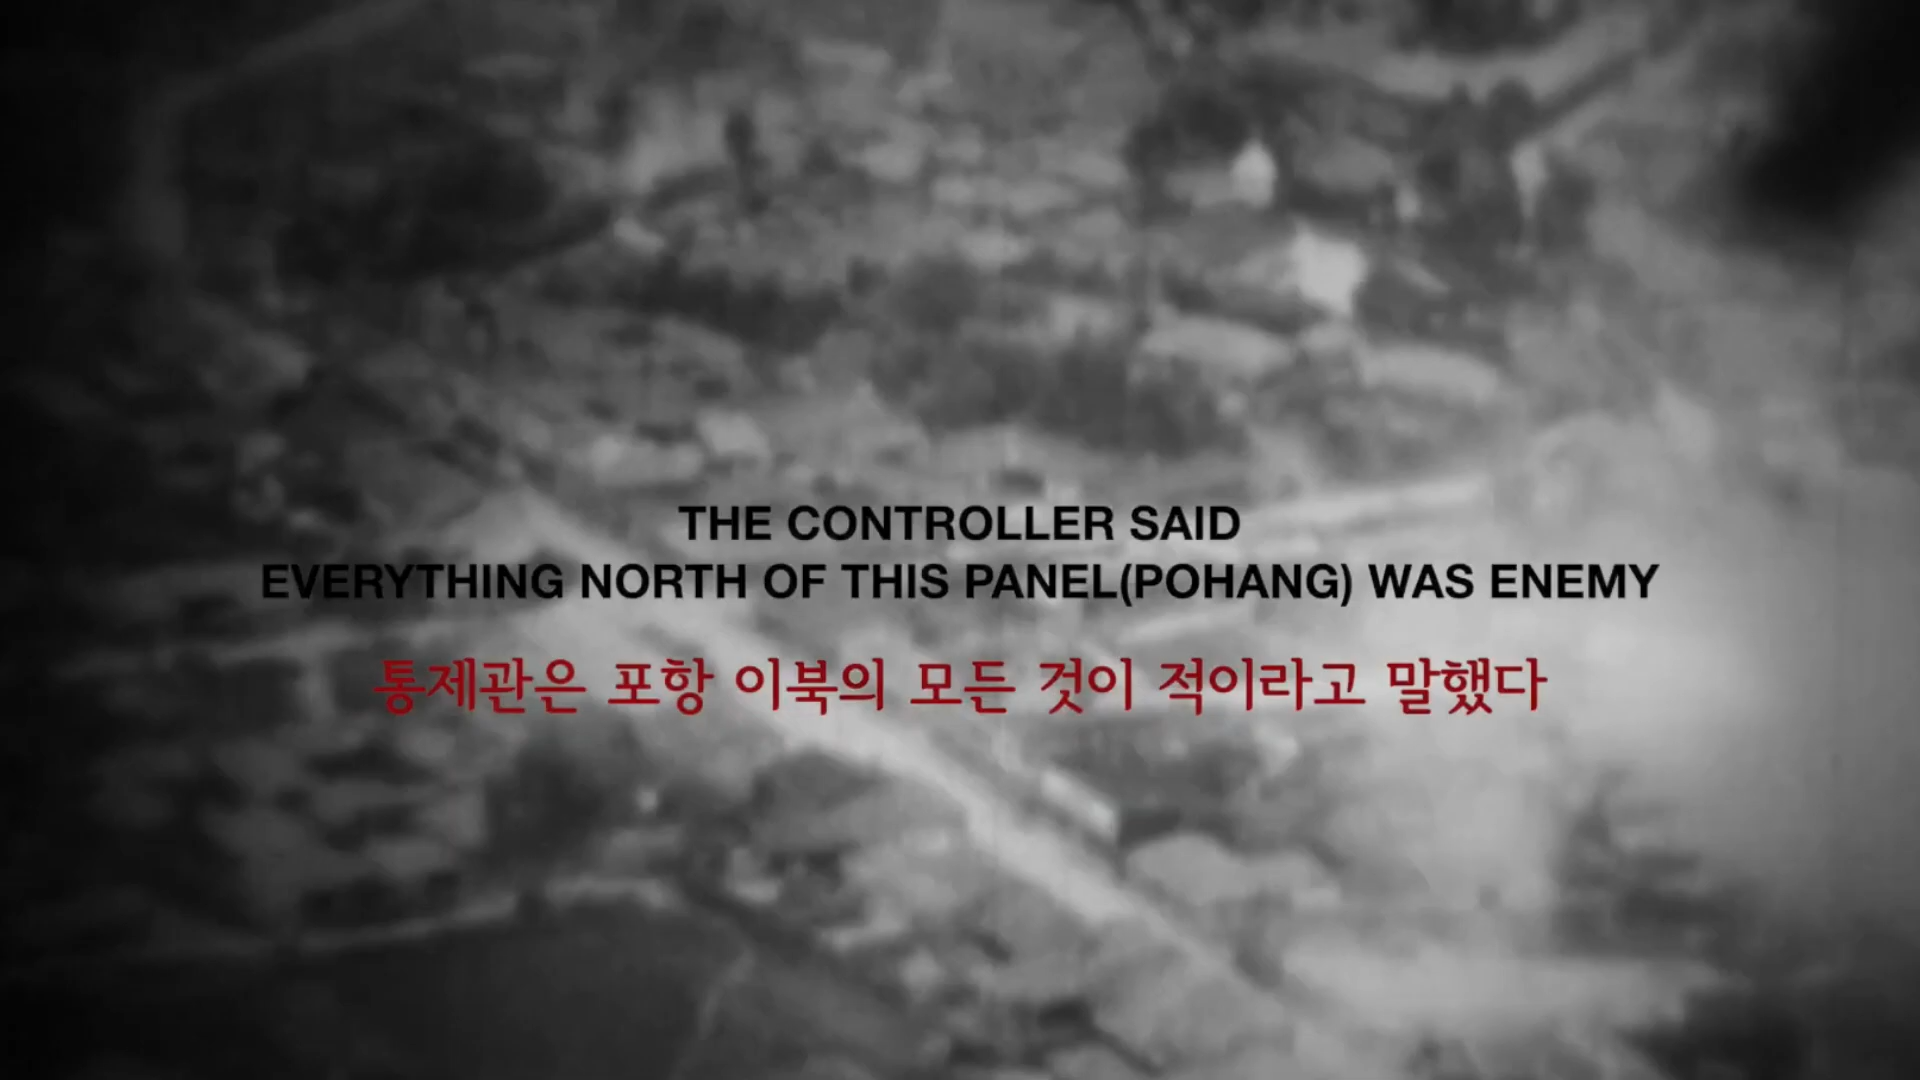 THE CONTROLLER SAID
EVERYTHING NORTH OF THIS PANEL(POHANG) WAS ENEMY
통제관은 포항 이북의 모든 것이 적이라고 말했다